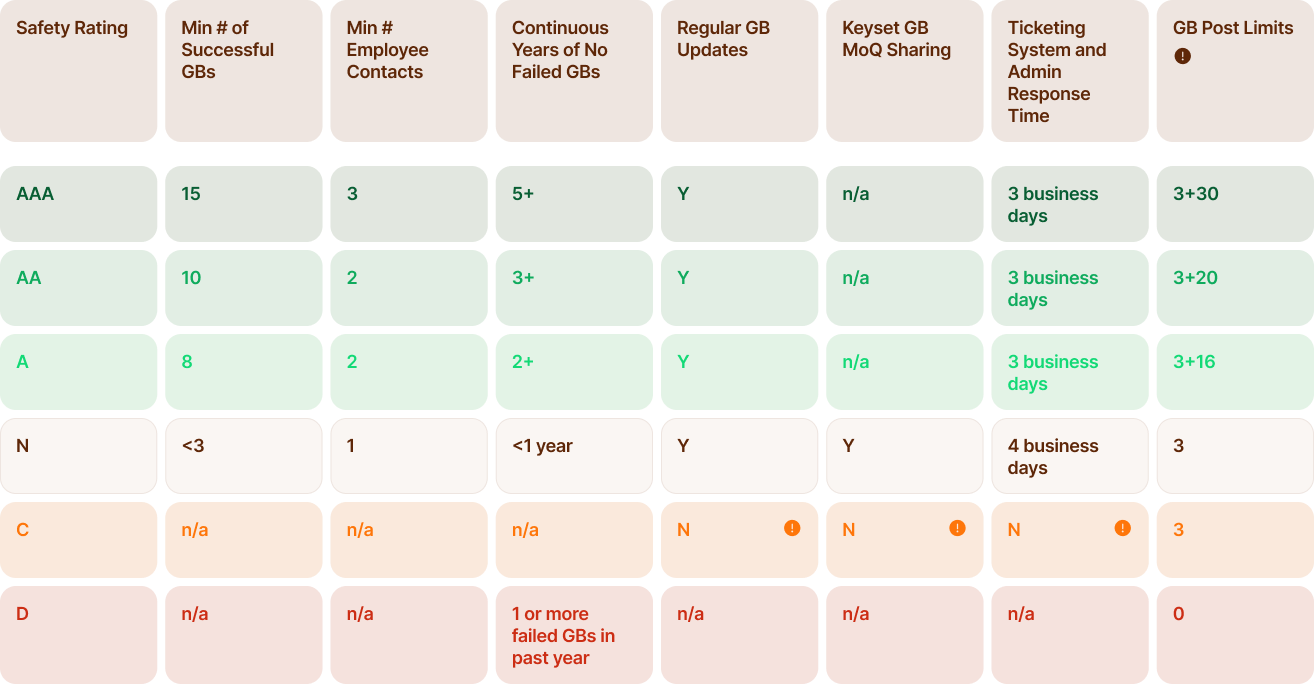 Safety Rating
Min # of
Successful
GBs
Min #
Employee
Contacts
Continuous
Years of No
Failed GBs
Regular GB
Updates
Keyset GB
MoQ Sharing
Ticketing
System and
Admin
Response
Time
GB Post Limits
!
AAA
15
3
5+
Y
n/a
3 business
days
3+30
AA
10
2
3+
Y
n/a
3 business
days
3+20
A
8
2
2+
Y
n/a
3 business
days
3+16
N
<3
1
<1 year
Y
Y
4 business
days
3
C
n/a
n/a
n/a
N
!
N
!
N
!
3
D
n/a
n/a
1 or more
failed GBs in
past year
n/a
n/a
n/a
0